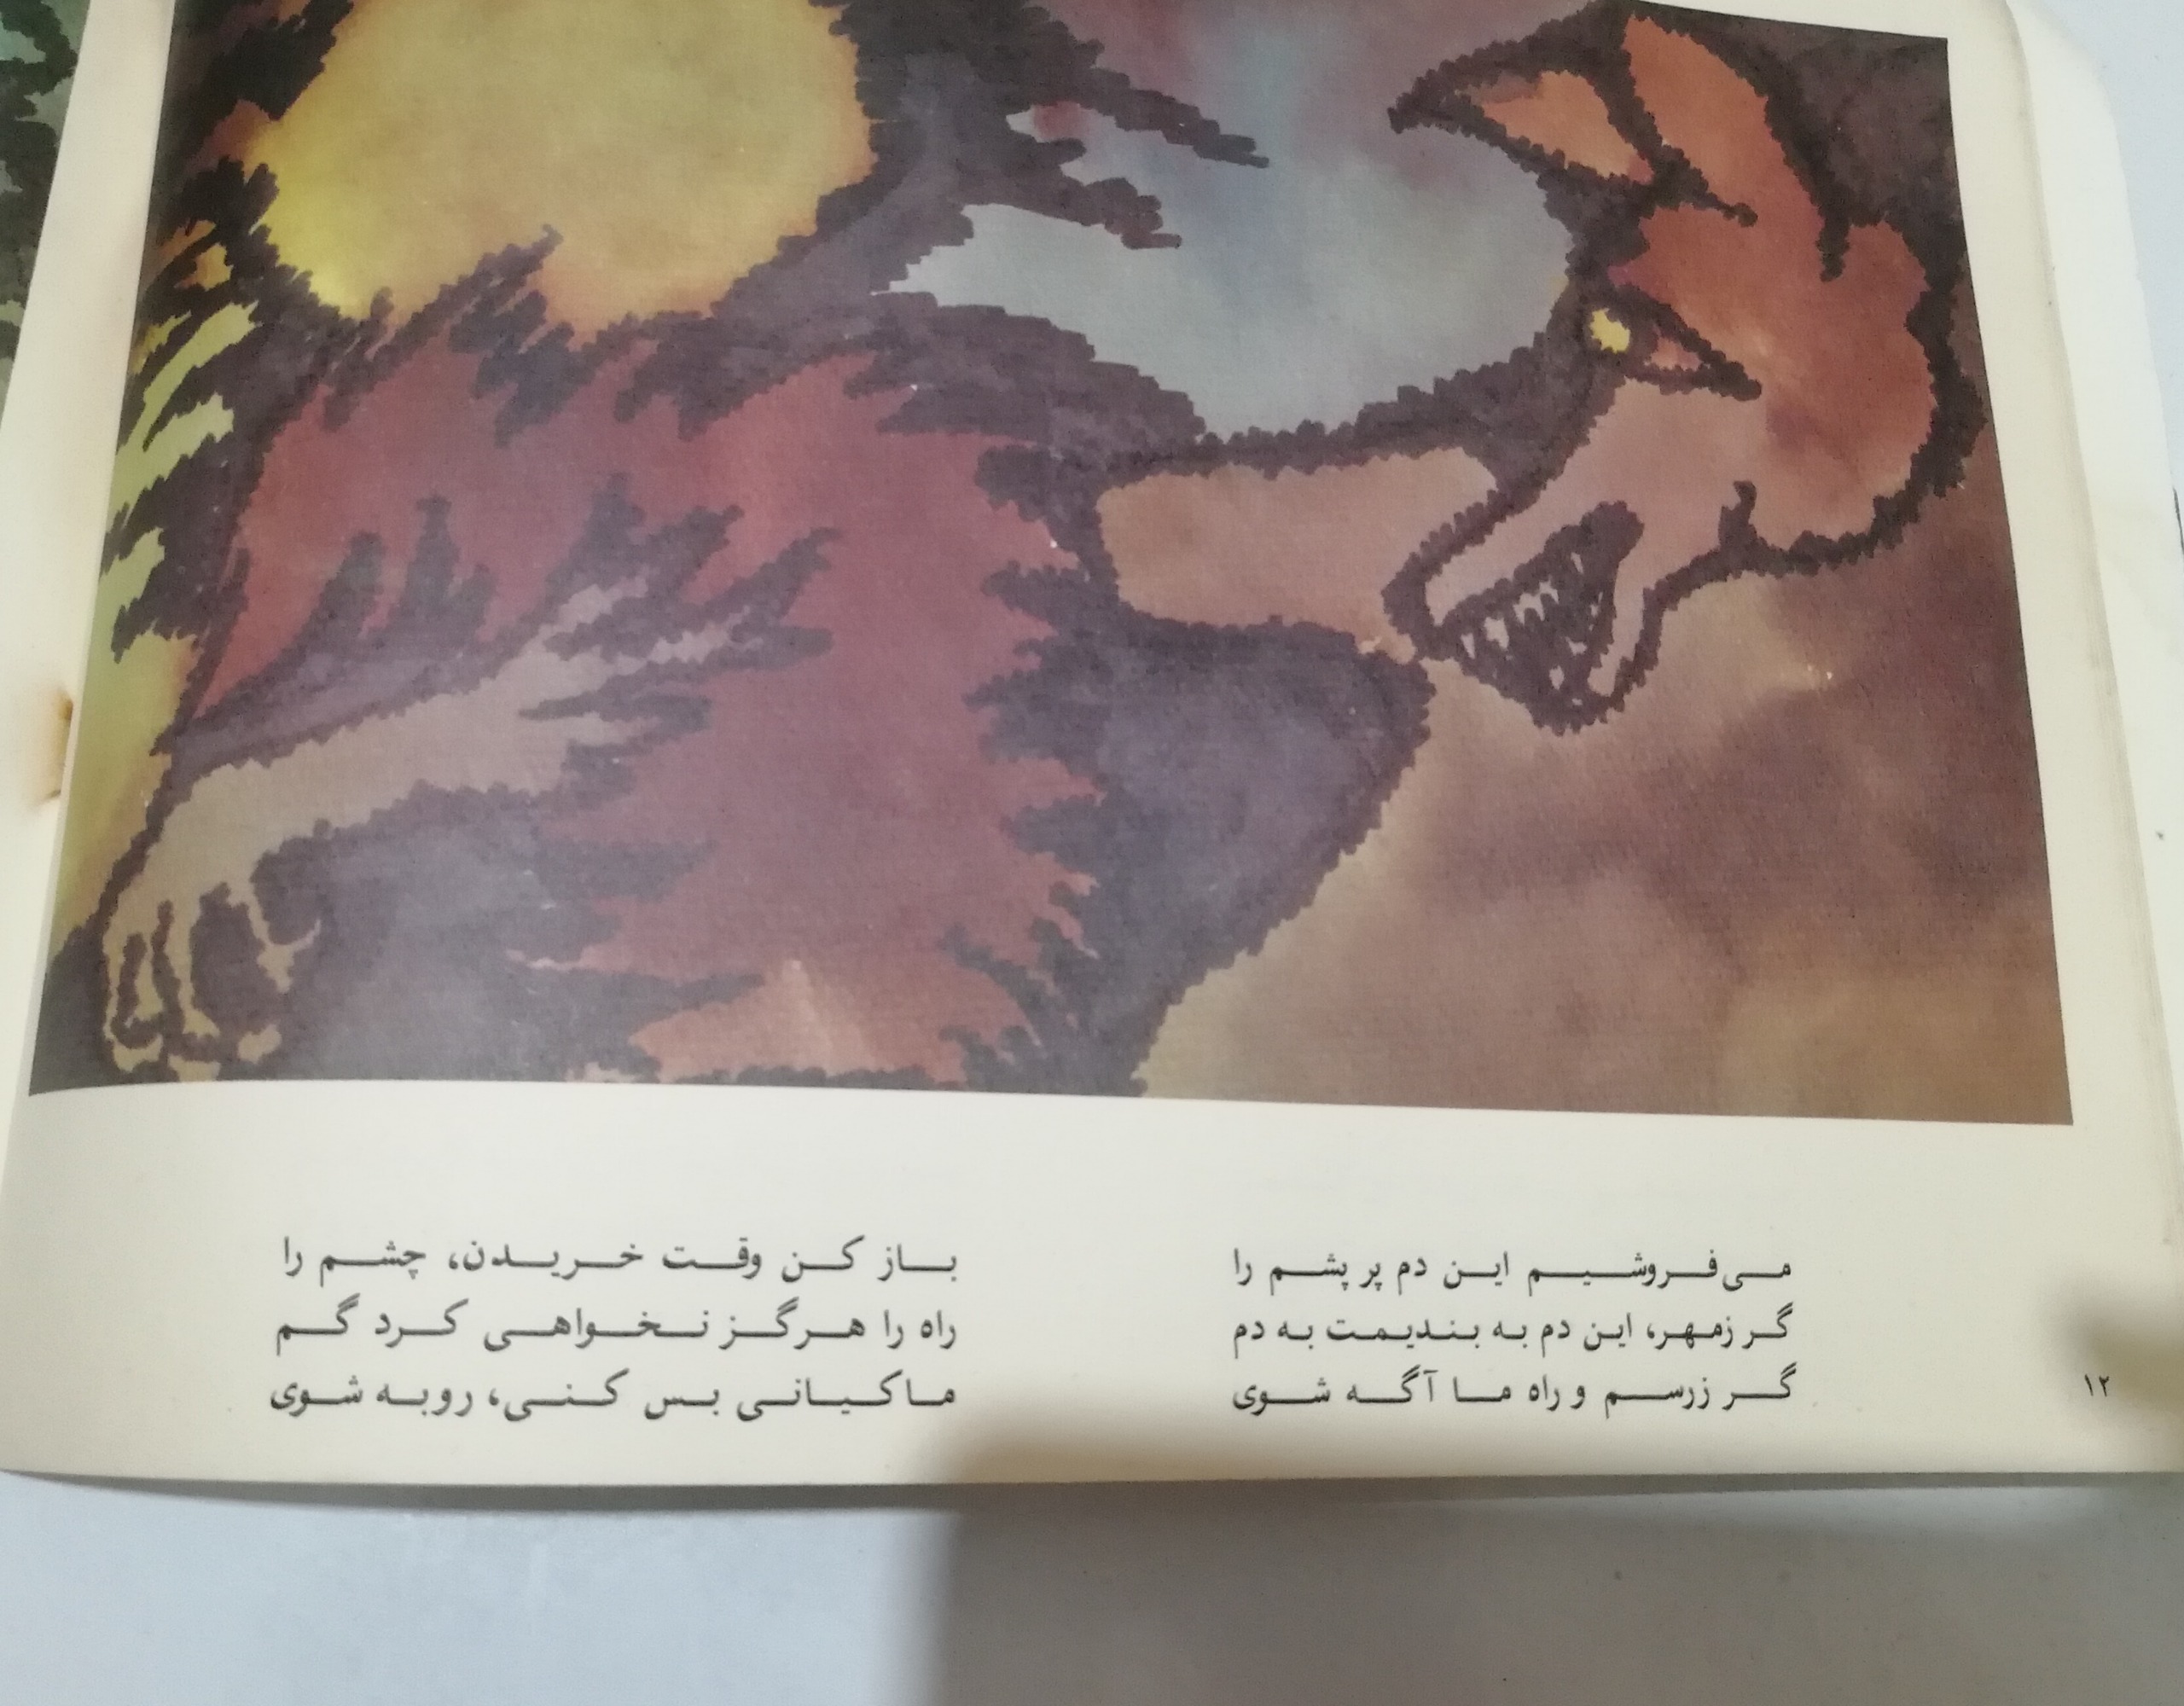 می‌فروشیم این دم پر پشم را باز کن وقت خریدن، چشم را
گر زمهر، این دم به بندیمت به دم راه را هرگز نخواهی کرد گم
گر زرسم و راه ما آگه شوی ماکیانی بس کنی، روبه شوی
۱۲